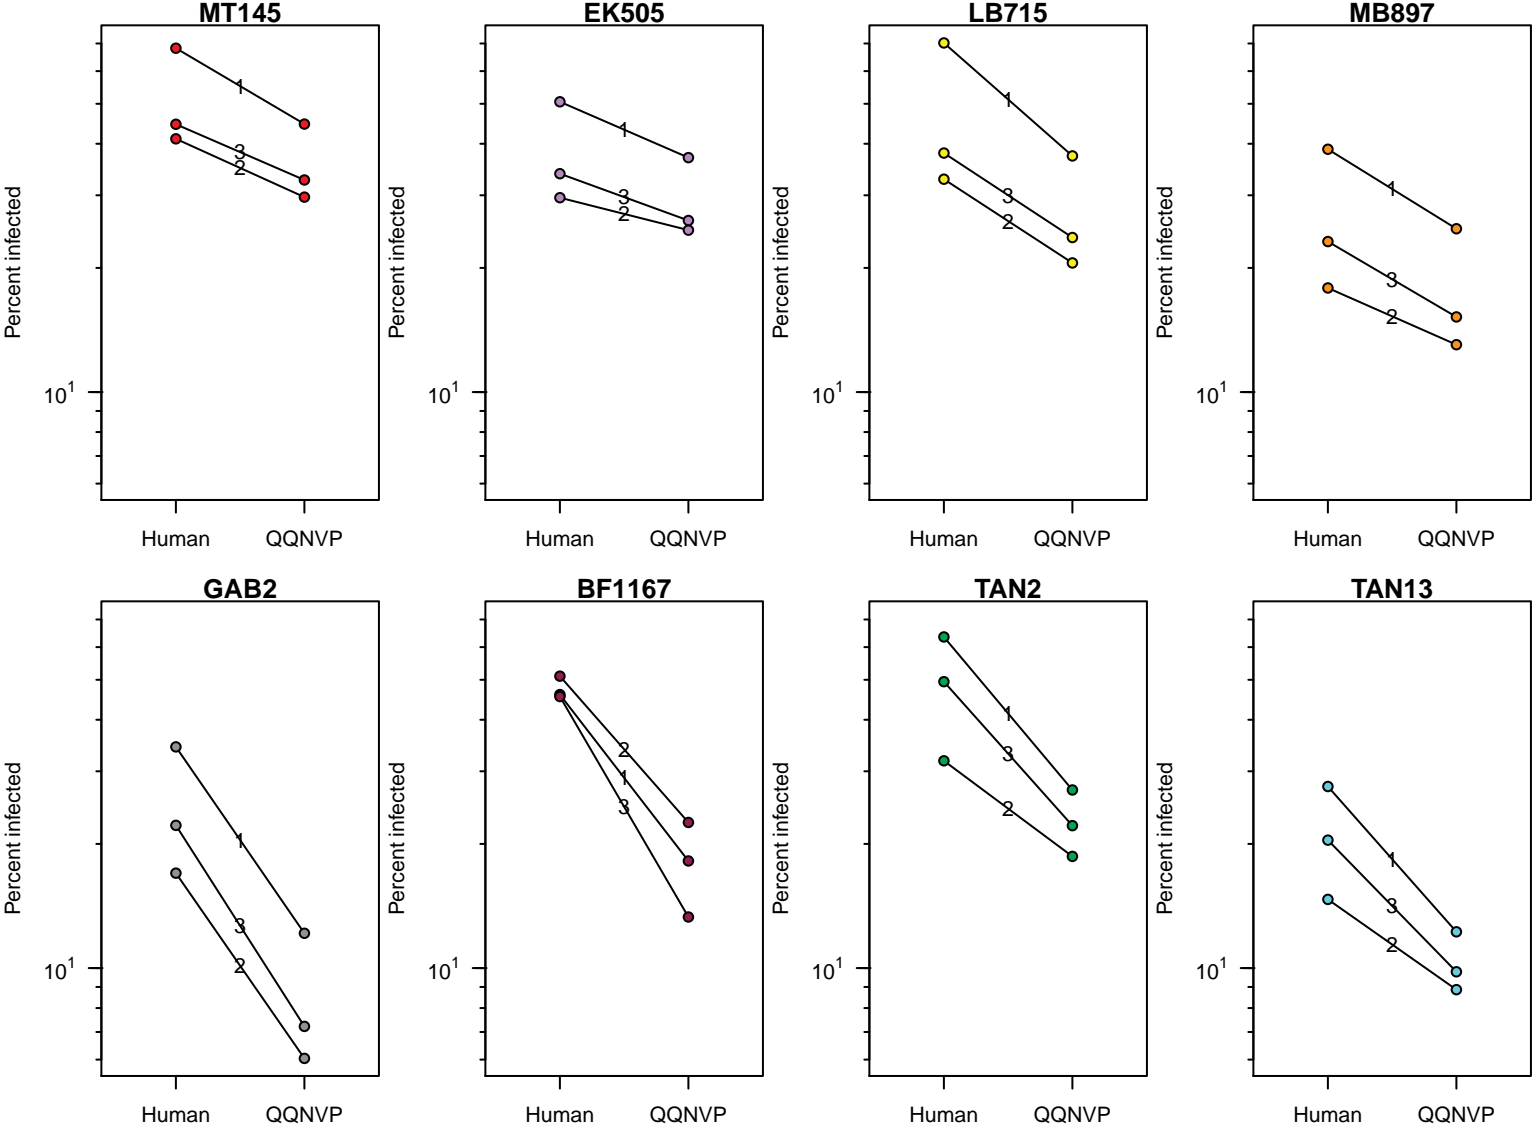 MT145
EK505
LB715
MB897
Percent infected
10^1
1
3
2
Human QQNVP
Percent infected
10^1
1
3
2
Human QQNVP
Percent infected
10^1
1
3
2
Human QQNVP
Percent infected
10^1
1
3
2
Human QQNVP
GAB2
BF1167
TAN2
TAN13
Percent infected
10^1
1
3
2
Human QQNVP
Percent infected
10^1
2
1
3
Human QQNVP
Percent infected
10^1
1
3
2
Human QQNVP
Percent infected
10^1
1
3
2
Human QQNVP